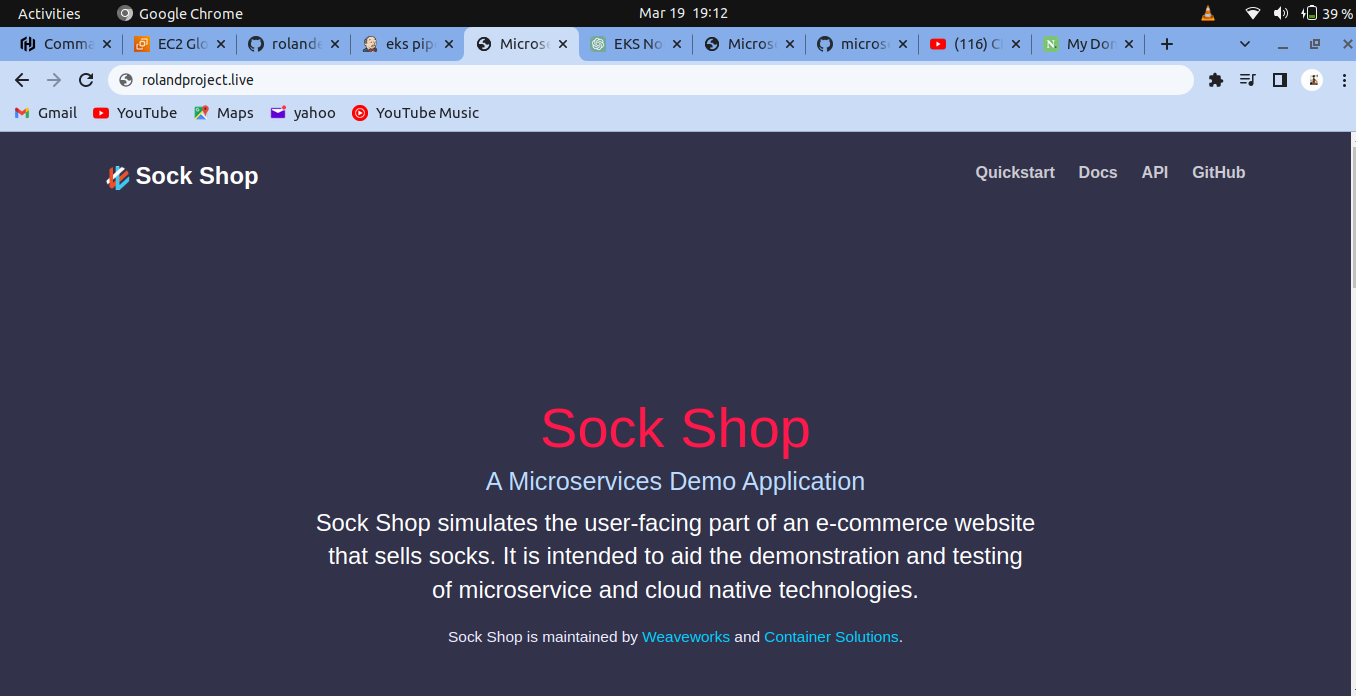 Activities Google Chrome Mar 19 19:12 39 %
Comma EC2 Glo rolande eks pip Microse EKS No Micros micros (116) C My Dor
rolandproject.live
Gmail YouTube Maps yahoo YouTube Music
Sock Shop Quickstart Docs API GitHub
Sock Shop
A Microservices Demo Application
Sock Shop simulates the user-facing part of an e-commerce website
that sells socks. It is intended to aid the demonstration and testing
of microservice and cloud native technologies.
Sock Shop is maintained by Weaveworks and Container Solutions.